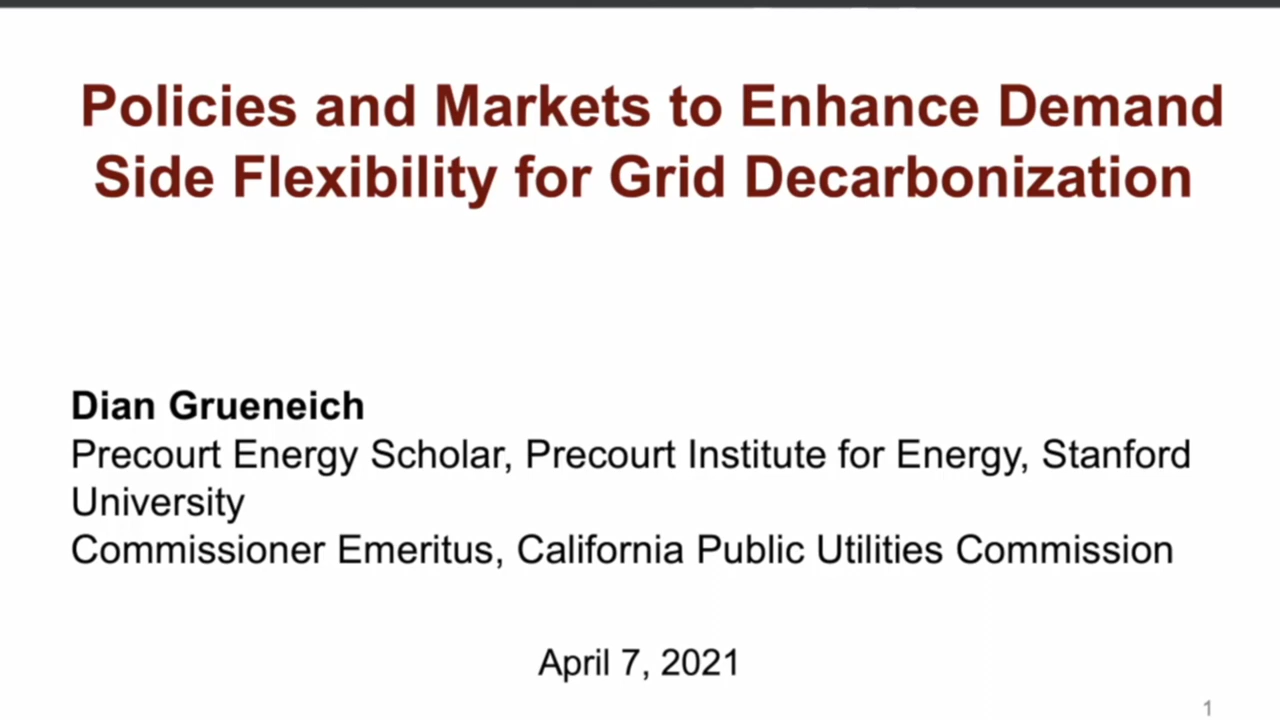 Policies and Markets to Enhance Demand
Side Flexibility for Grid Decarbonization
Dian Grueneich
Precourt Energy Scholar, Precourt Institute for Energy, Stanford
University
Commissioner Emeritus, California Public Utilities Commission
April 7, 2021
1